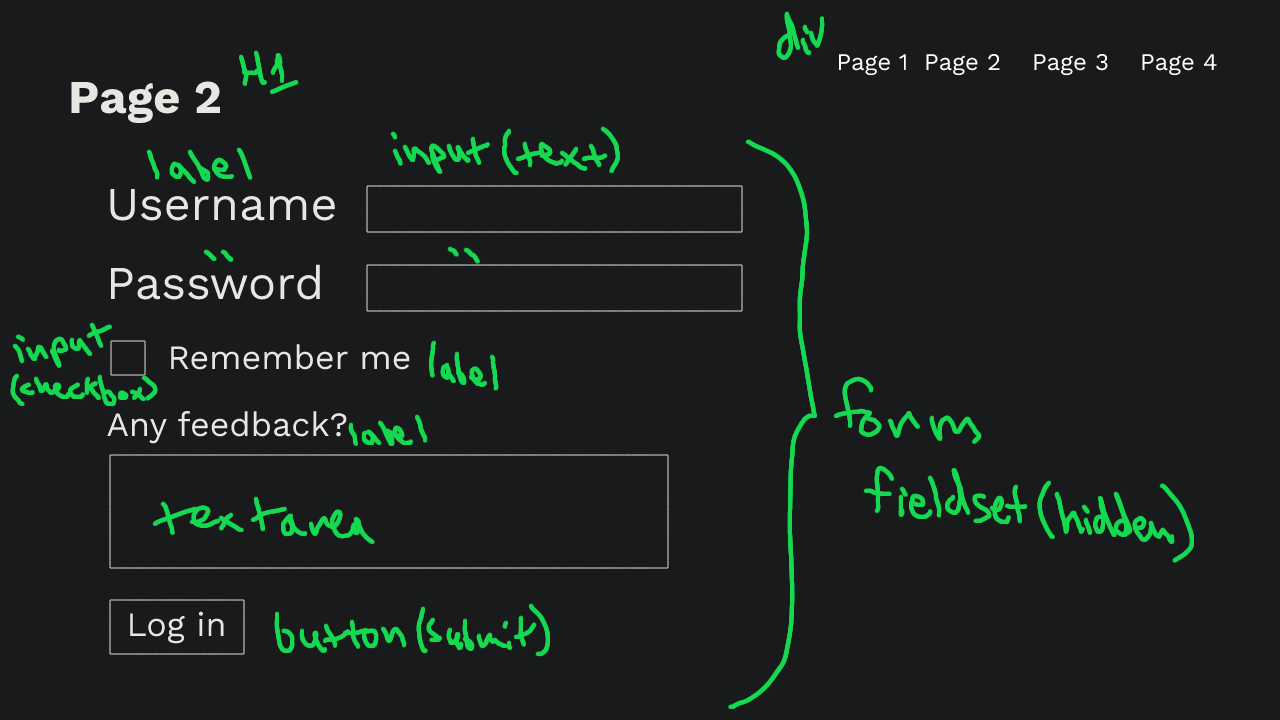 div
Page 1 Page 2 Page 3 Page 4
Page 2 H1
label input (text)
Username
Password
input
(checkbox)
Remember me label
Any feedback? label
textarea
form
fieldset (hidden)
Log in button (submit)